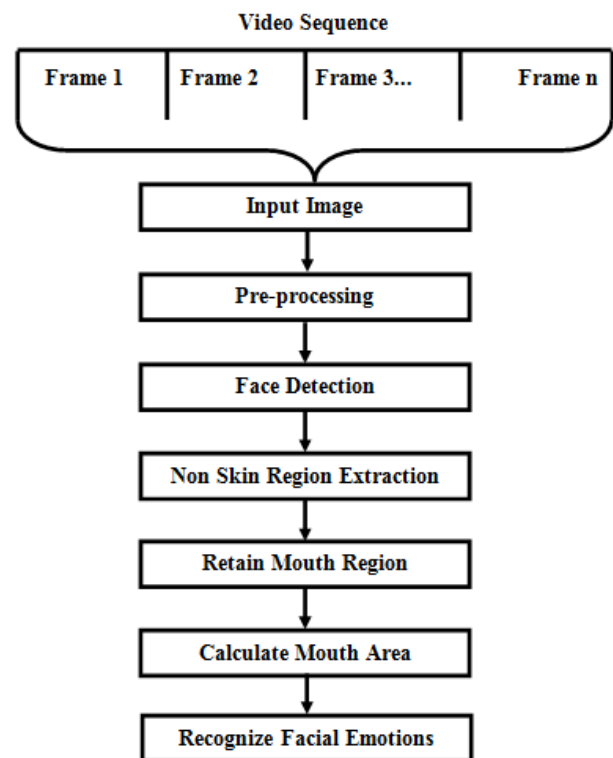 Video Sequence
Frame 1 Frame 2 Frame 3... Frame n
Input Image
Pre-processing
Face Detection
Non Skin Region Extraction
Retain Mouth Region
Calculate Mouth Area
Recognize Facial Emotions